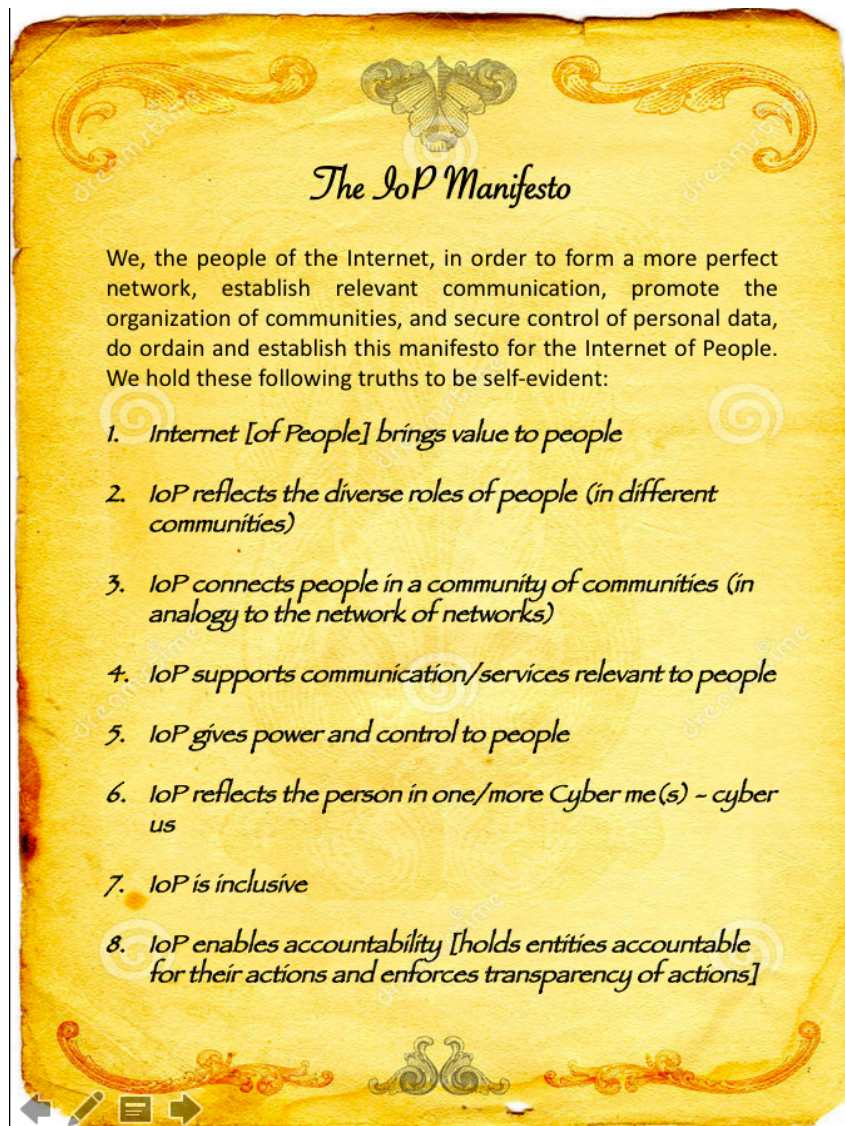 The IoP Manifesto
We, the people of the Internet, in order to form a more perfect
network, establish relevant communication, promote the
organization of communities, and secure control of personal data,
do ordain and establish this manifesto for the Internet of People.
We hold these following truths to be self-evident:
1. Internet [of People] brings value to people
2. IoP reflects the diverse roles of people (in different
communities)
3. IoP connects people in a community of communities (in
analogy to the network of networks)
4. IoP supports communication/services relevant to people
5. IoP gives power and control to people
6. IoP reflects the person in one/more Cyber me(s) - cyber
us
7. IoP is inclusive
8. IoP enables accountability [holds entities accountable
for their actions and enforces transparency of actions]
dreamstime
dreamstime
dreamstime
dreamstime